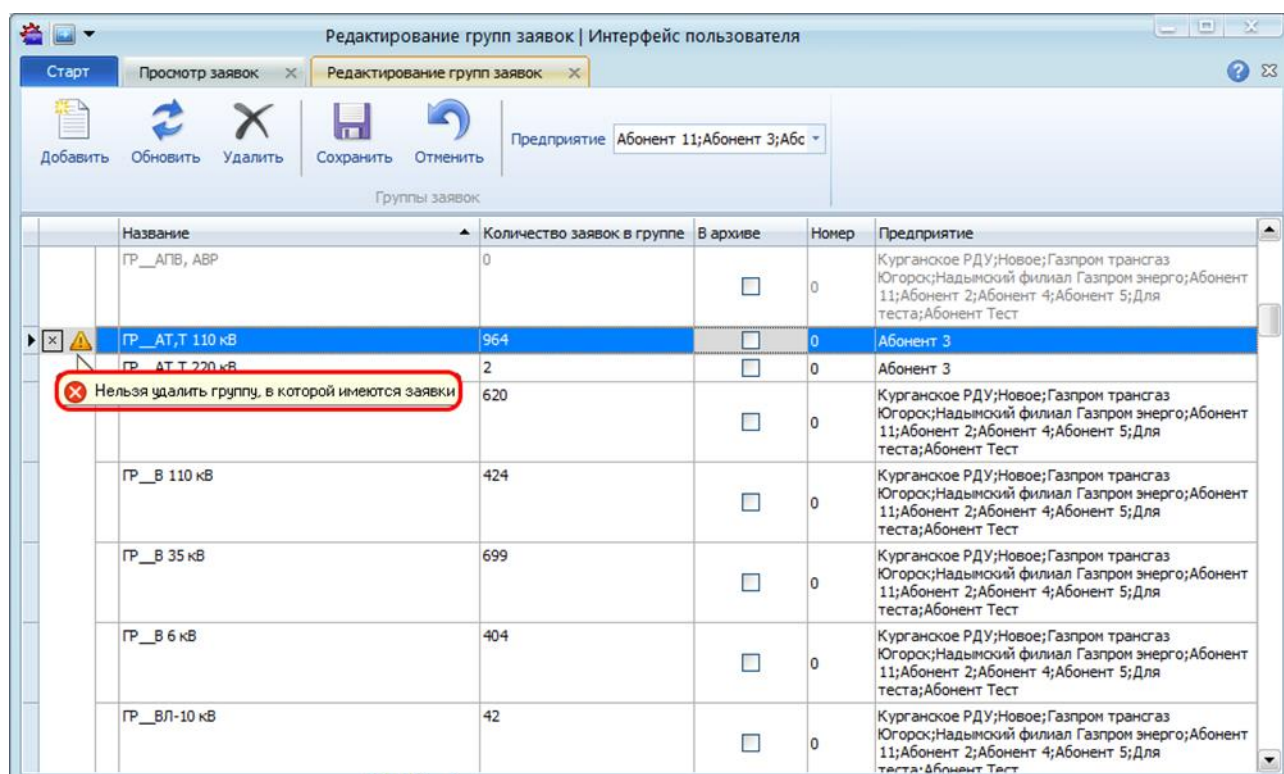 Редактирование групп заявок | Интерфейс пользователя
Старт Просмотр заявок Редактирование групп заявок
Добавить Обновить Удалить Сохранить Отменить Предприятие Абонент 11;Абонент 3;Або
Группы заявок
Название Количество заявок в группе В архиве Номер Предприятие
ГР__АПВ, АВР 0 0 Курганское РДУ;Новое;Газпром трансгаз
Югорск;Надымский филиал Газпром энерго;Абонент
11;Абонент 2;Абонент 4;Абонент 5;Для
теста;Абонент Тест
ГР__АТ,Т 110 кВ 964 0 Абонент 3
ГР__АТ,Т 220 кВ 2 0 Абонент 3
Нельзя удалить группу, в которой имеются заявки
620 0 Курганское РДУ;Новое;Газпром трансгаз
Югорск;Надымский филиал Газпром энерго;Абонент
11;Абонент 2;Абонент 4;Абонент 5;Для
теста;Абонент Тест
ГР__В 110 кВ 424 0 Курганское РДУ;Новое;Газпром трансгаз
Югорск;Надымский филиал Газпром энерго;Абонент
11;Абонент 2;Абонент 4;Абонент 5;Для
теста;Абонент Тест
ГР__В 35 кВ 699 0 Курганское РДУ;Новое;Газпром трансгаз
Югорск;Надымский филиал Газпром энерго;Абонент
11;Абонент 2;Абонент 4;Абонент 5;Для
теста;Абонент Тест
ГР__В 6 кВ 404 0 Курганское РДУ;Новое;Газпром трансгаз
Югорск;Надымский филиал Газпром энерго;Абонент
11;Абонент 2;Абонент 4;Абонент 5;Для
теста;Абонент Тест
ГР__ВЛ-10 кВ 42 0 Курганское РДУ;Новое;Газпром трансгаз
Югорск;Надымский филиал Газпром энерго;Абонент
11;Абонент 2;Абонент 4;Абонент 5;Для
теста;Абонент Тест